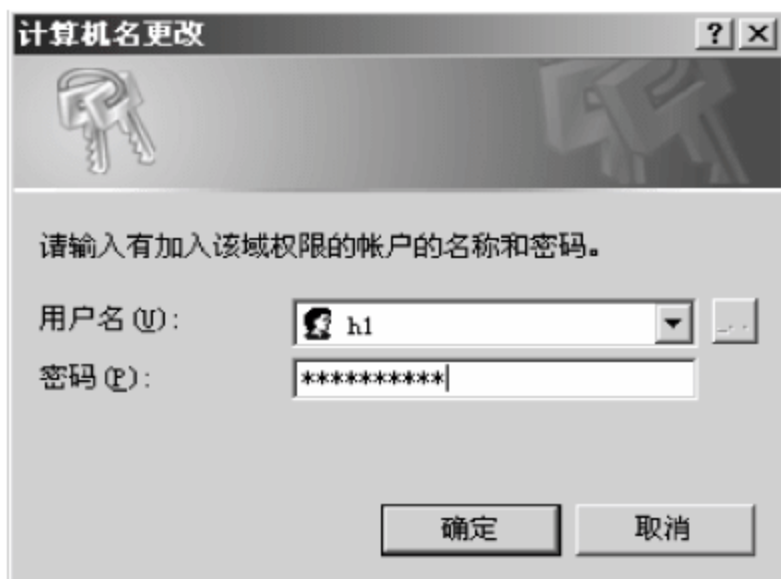 计算机名更改
请输入有加入该域权限的帐户的名称和密码。
用户名(U):
h1
密码(P):
**********
确定
取消